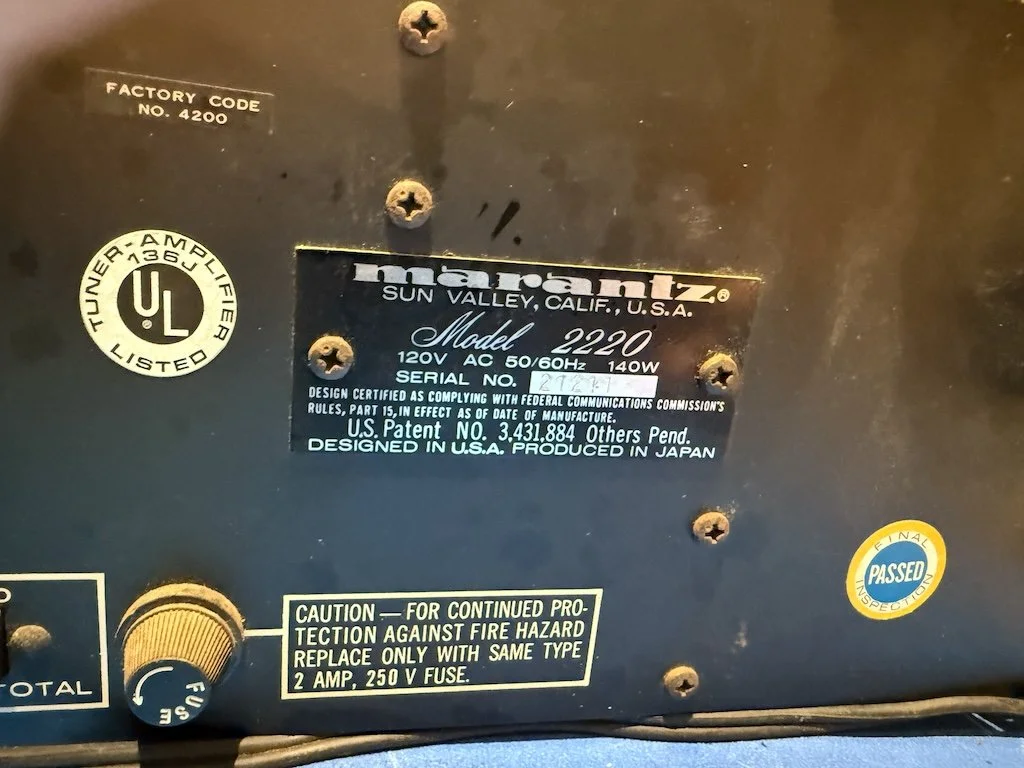 FACTORY CODE
NO. 4200
TUNER-AMPLIFIER
136J
UL
®
LISTED
marantz®
SUN VALLEY, CALIF., U.S.A.
Model 2220
120V AC 50/60Hz 140W
SERIAL NO.
DESIGN CERTIFIED AS COMPLYING WITH FEDERAL COMMUNICATIONS COMMISSION'S
RULES, PART 15, IN EFFECT AS OF DATE OF MANUFACTURE.
U.S. Patent NO. 3,431,884 Others Pend.
DESIGNED IN U.S.A. PRODUCED IN JAPAN
FINAL
PASSED
INSPECTION
TOTAL
FUSE
CAUTION — FOR CONTINUED PRO-
TECTION AGAINST FIRE HAZARD
REPLACE ONLY WITH SAME TYPE
2 AMP, 250 V FUSE.